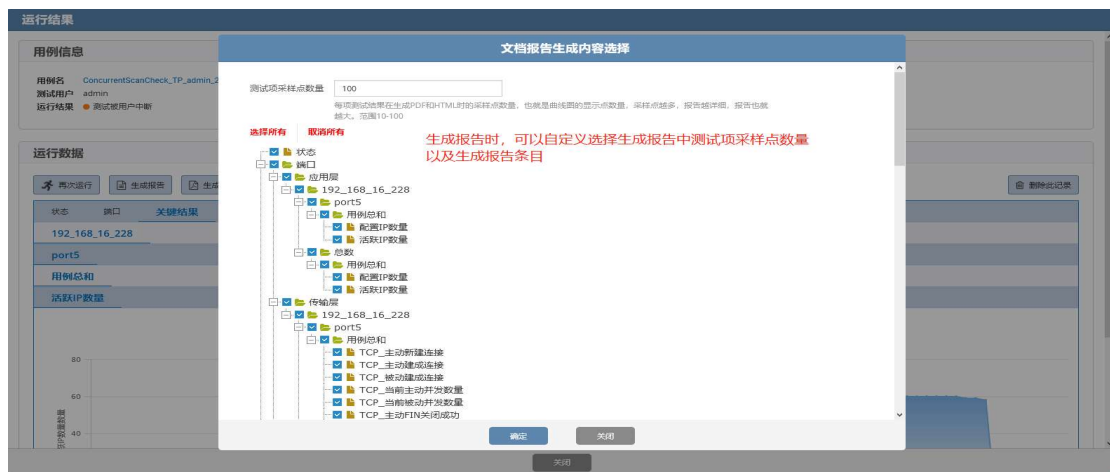 运行结果
用例信息
用例名 ConcurrentScanCheck_TP_admin_2
测试用户 admin
运行结果 测试被用户中断
运行数据
再次运行 生成报告
删除此记录
状态 端口 关键结果
192_168_16_228
port5
用例总和
活跃IP数量
80
60
40
文档报告生成内容选择
测试项采样点数量 100
每项测试结果在生成PDF和HTML时的采样点数量，也就是曲线图的显示点数量，采样点越多，报告越详细，报告也就
越大。范围10-100
选择所有 取消所有
生成报告时，可以自定义选择生成报告中测试项采样点数量
以及生成报告条目
状态
端口
应用层
192_168_16_228
port5
用例总和
配置IP数量
活跃IP数量
总数
用例总和
配置IP数量
活跃IP数量
传输层
192_168_16_228
port5
用例总和
TCP_主动新建连接
TCP_主动建成连接
TCP_被动建成连接
TCP_当前主动并发数量
TCP_当前被动并发数量
TCP_主动FIN关闭成功
确定 关闭
关闭